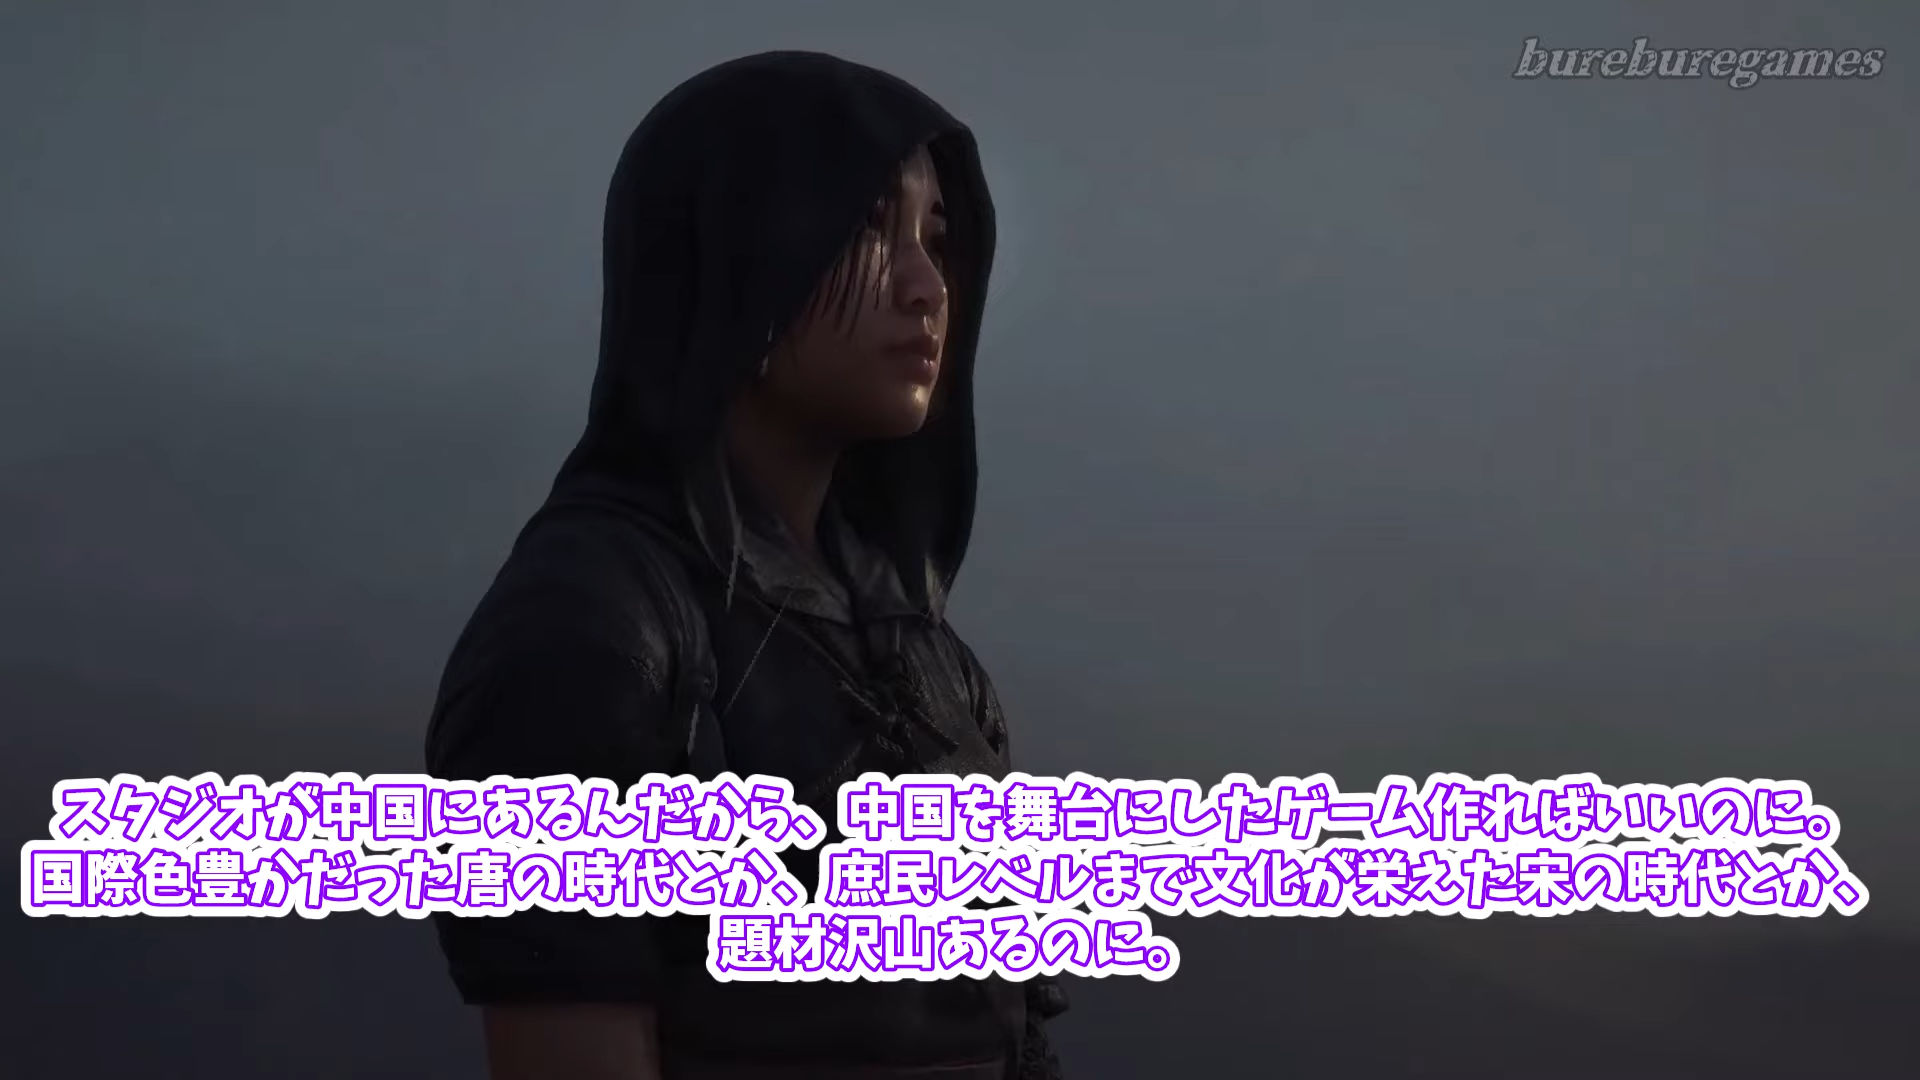 bureburegames
スタジオが中国にあるんだから、中国を舞台にしたゲーム作ればいいのに。
国際色豊かだった唐の時代とか、庶民レベルまで文化が栄えた宋の時代とか、
題材沢山あるのに。